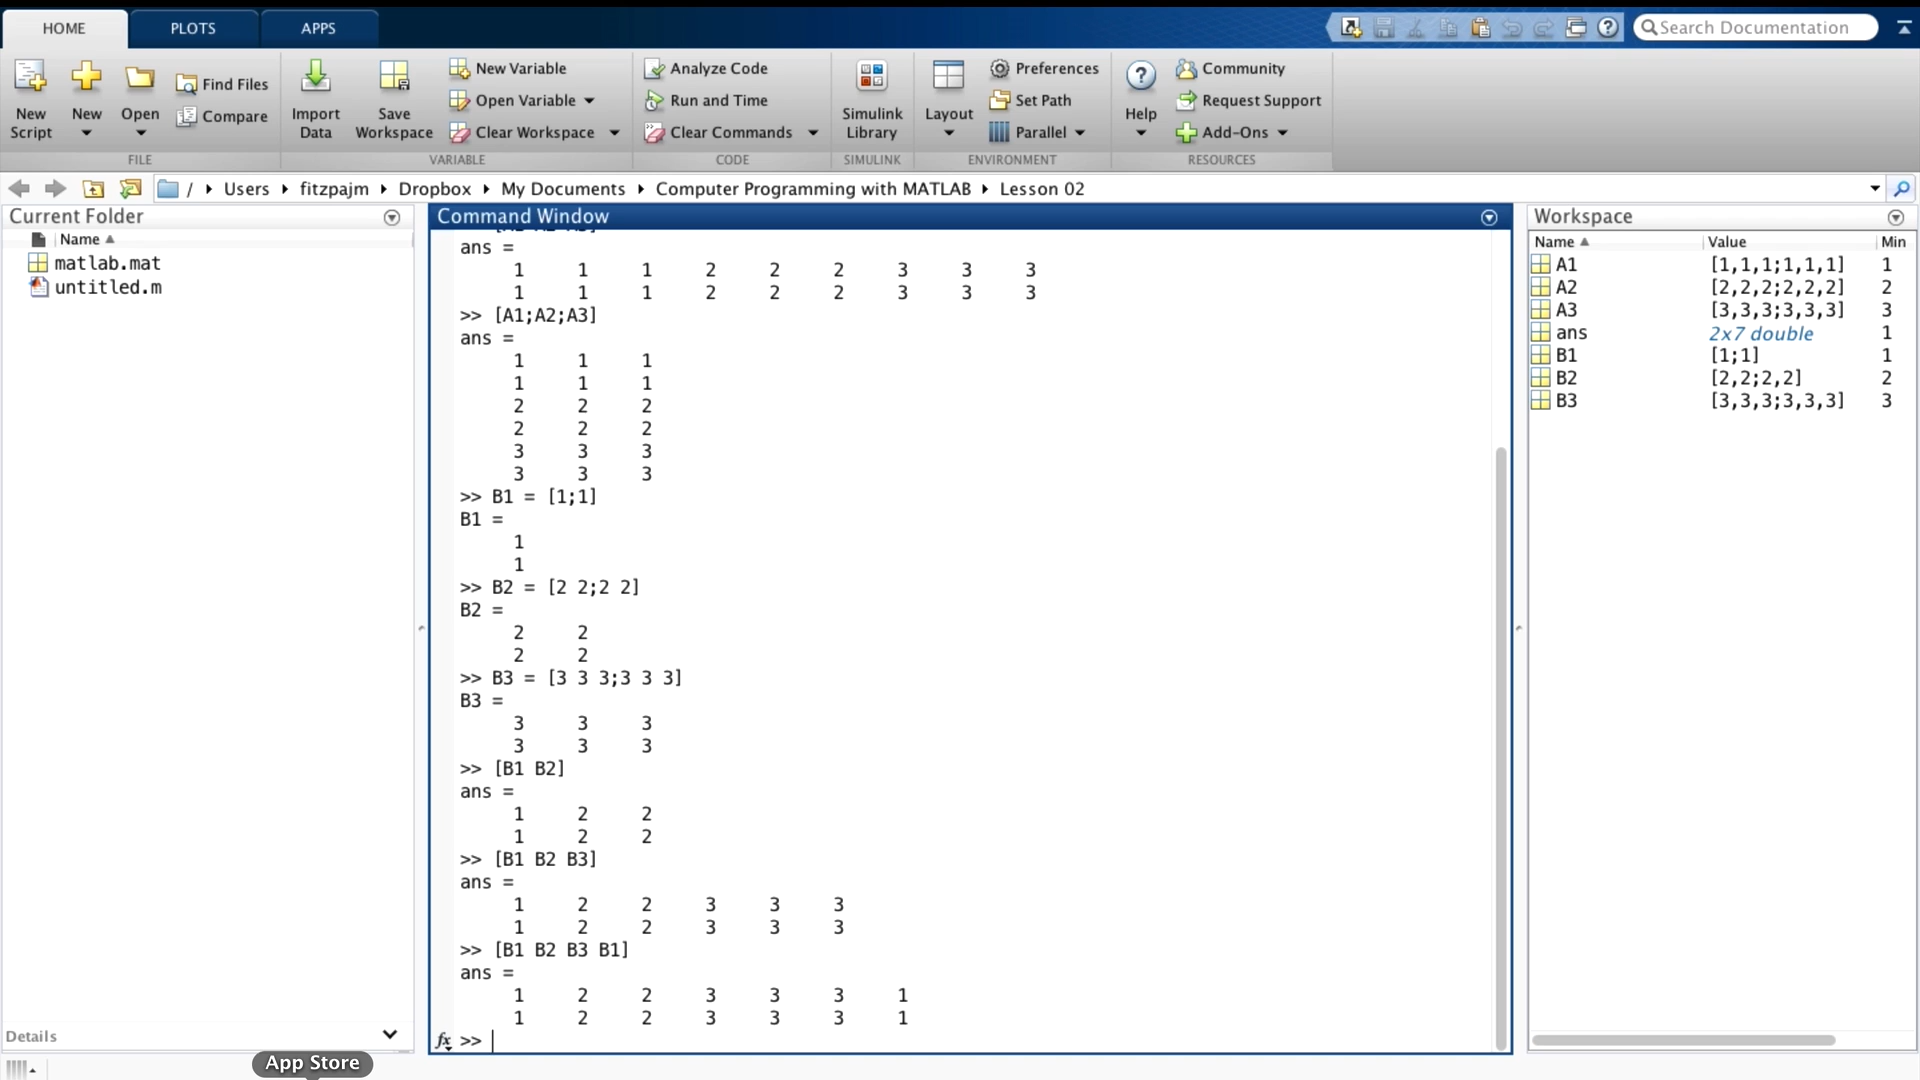 HOME PLOTS APPS Search Documentation
New Script New Open Find Files Compare
Import Data Save Workspace New Variable Open Variable Clear Workspace
Analyze Code Run and Time Clear Commands
Simulink Library Layout Preferences Set Path Parallel
Help Community Request Support Add-Ons
FILE VARIABLE CODE SIMULINK ENVIRONMENT RESOURCES
/ Users fitzpajm Dropbox My Documents Computer Programming with MATLAB Lesson 02
Current Folder
Name
matlab.mat
untitled.m
Details
Command Window
ans =
1 1 1 2 2 2 3 3 3
1 1 1 2 2 2 3 3 3
>> [A1;A2;A3]
ans =
1 1 1
1 1 1
2 2 2
2 2 2
3 3 3
3 3 3
>> B1 = [1;1]
B1 =
1
1
>> B2 = [2 2;2 2]
B2 =
2 2
2 2
>> B3 = [3 3 3;3 3 3]
B3 =
3 3 3
3 3 3
>> [B1 B2]
ans =
1 2 2
1 2 2
>> [B1 B2 B3]
ans =
1 2 2 3 3 3
1 2 2 3 3 3
>> [B1 B2 B3 B1]
ans =
1 2 2 3 3 3 1
1 2 2 3 3 3 1
fx >>
Workspace
Name Value Min
A1 [1,1,1;1,1,1] 1
A2 [2,2,2;2,2,2] 2
A3 [3,3,3;3,3,3] 3
ans 2x7 double 1
B1 [1;1] 1
B2 [2,2;2,2] 2
B3 [3,3,3;3,3,3] 3
App Store